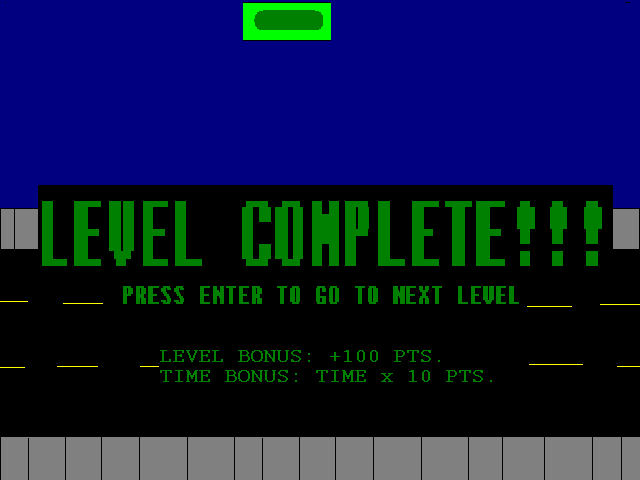 LEVEL COMPLETE!!!
PRESS ENTER TO GO TO NEXT LEVEL
LEVEL BONUS: +100 PTS.
TIME BONUS: TIME x 10 PTS.